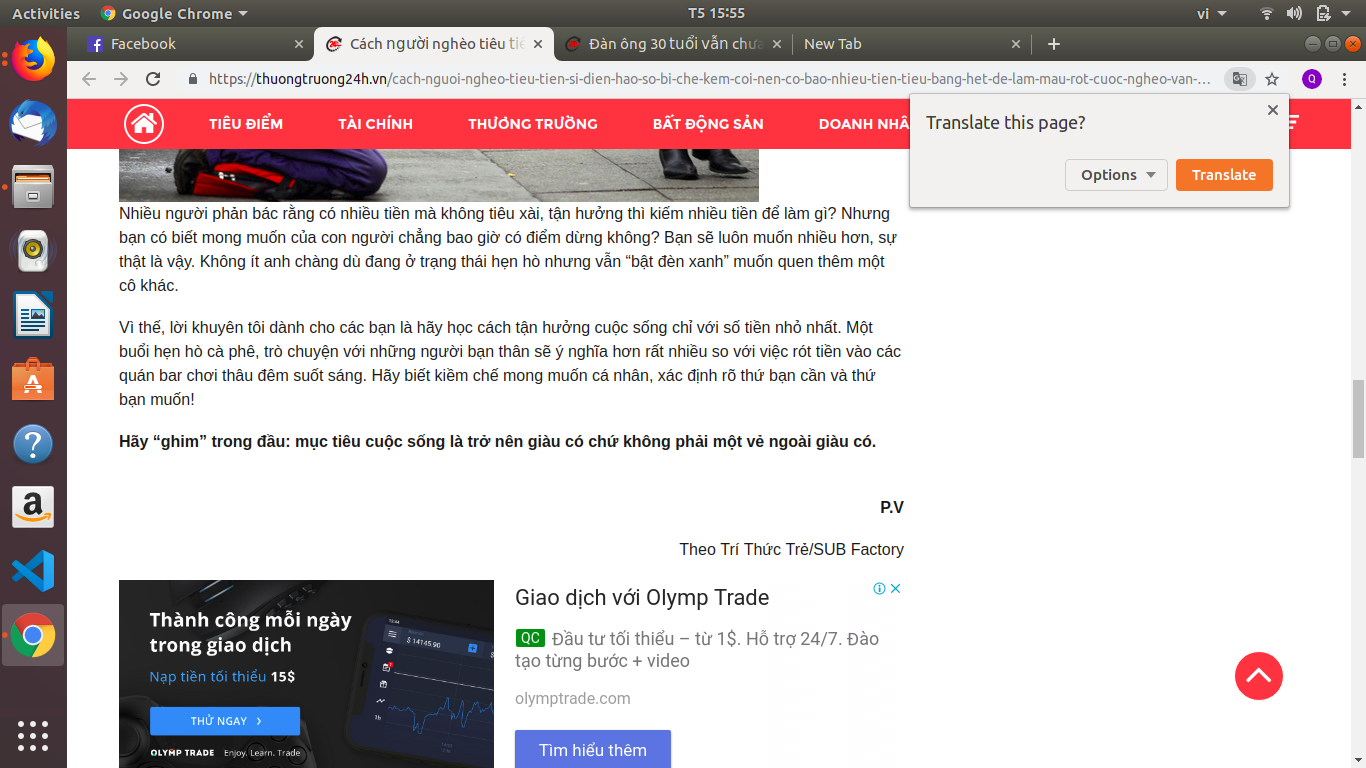 Activities
Google Chrome
T5 15:55
vi
Facebook
Cách người nghèo tiêu
Đàn ông 30 tuổi vẫn chưa
New Tab
https://thuongtruong24h.vn/cach-nguoi-ngheo-tieu-tien-si-dien-hao-so-bi-che-kem-coi-nen-co-bao-nhieu-tien-tieu-bang-het-de-lam-mau-rot-cuoc-ngheo-van-...
Q
TIÊU ĐIỂM
TÀI CHÍNH
THƯƠNG TRƯỜNG
BẤT ĐỘNG SẢN
DOANH NHÂ
Translate this page?
Options
Translate
Nhiều người phản bác rằng có nhiều tiền mà không tiêu xài, tận hưởng thì kiếm nhiều tiền để làm gì? Nhưng
bạn có biết mong muốn của con người chẳng bao giờ có điểm dừng không? Bạn sẽ luôn muốn nhiều hơn, sự
thật là vậy. Không ít anh chàng dù đang ở trạng thái hẹn hò nhưng vẫn “bật đèn xanh” muốn quen thêm một
cô khác.
Vì thế, lời khuyên tôi dành cho các bạn là hãy học cách tận hưởng cuộc sống chỉ với số tiền nhỏ nhất. Một
buổi hẹn hò cà phê, trò chuyện với những người bạn thân sẽ ý nghĩa hơn rất nhiều so với việc rót tiền vào các
quán bar chơi thâu đêm suốt sáng. Hãy biết kiềm chế mong muốn cá nhân, xác định rõ thứ bạn cần và thứ
bạn muốn!
Hãy “ghim” trong đầu: mục tiêu cuộc sống là trở nên giàu có chứ không phải một vẻ ngoài giàu có.
P.V
Theo Trí Thức Trẻ/SUB Factory
Thành công mỗi ngày
trong giao dịch
Nạp tiền tối thiểu 15$
THỬ NGAY
OLYMP TRADE Enjoy. Learn. Trade
$ 14145.90
Giao dịch với Olymp Trade
QC Đầu tư tối thiểu – từ 1$. Hỗ trợ 24/7. Đào
tạo từng bước + video
olymptrade.com
Tìm hiểu thêm